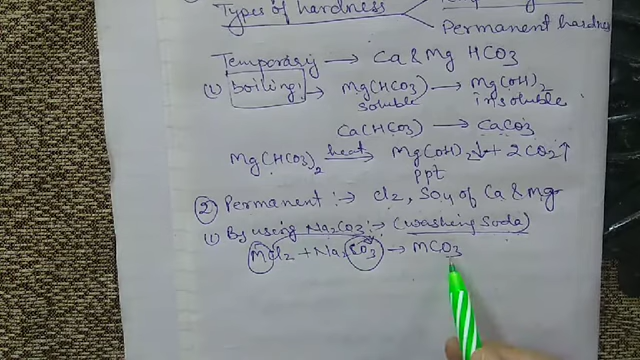 Types of hardness
Permanent hardness
Temporary → Ca & Mg HCO3
(1) boiling:→ Mg(HCO3) → Mg(OH)2
soluble insoluble
Ca(HCO3) → CaCO3
Mg(HCO3)2 heat→ Mg(OH)2↓ + 2CO2↑
ppt
(2) Permanent :→ Cl2, SO4 of Ca & Mg
(1) By using Na2CO3 :→ (washing soda)
MCl2 + Na2CO3 → MCO3